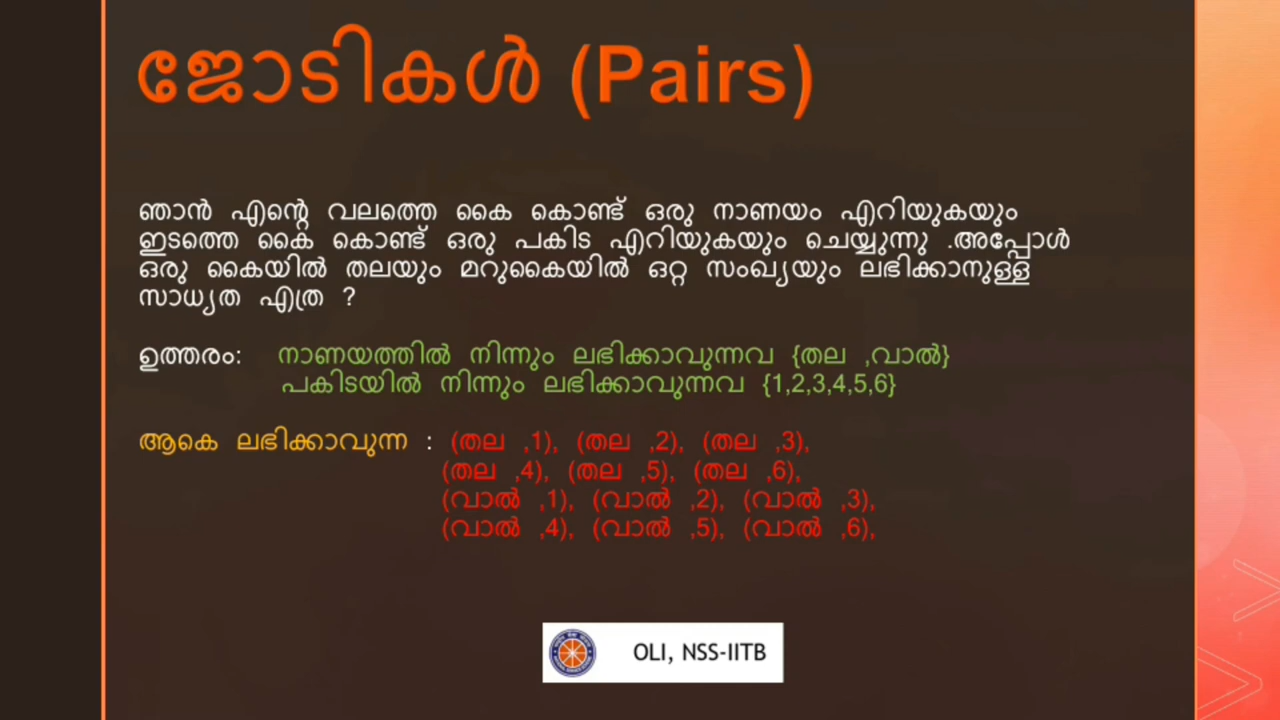 ജോടികൾ (Pairs)
ഞാൻ എന്റെ വലത്തെ കൈ കൊണ്ട് ഒരു നാണയം എറിയുകയും
ഇടത്തെ കൈ കൊണ്ട് ഒരു പകിട എറിയുകയും ചെയ്യുന്നു .അപ്പോൾ
ഒരു കൈയിൽ തലയും മറുകൈയിൽ ഒറ്റ സംഖ്യയും ലഭിക്കാനുള്ള
സാധ്യത എത്ര ?
ഉത്തരം: നാണയത്തിൽ നിന്നും ലഭിക്കാവുന്നവ {തല ,വാൽ}
പകിടയിൽ നിന്നും ലഭിക്കാവുന്നവ {1,2,3,4,5,6}
ആകെ ലഭിക്കാവുന്ന : (തല ,1), (തല ,2), (തല ,3),
(തല ,4), (തല ,5), (തല ,6),
(വാൽ ,1), (വാൽ ,2), (വാൽ ,3),
(വാൽ ,4), (വാൽ ,5), (വാൽ ,6),
OLI, NSS-IITB